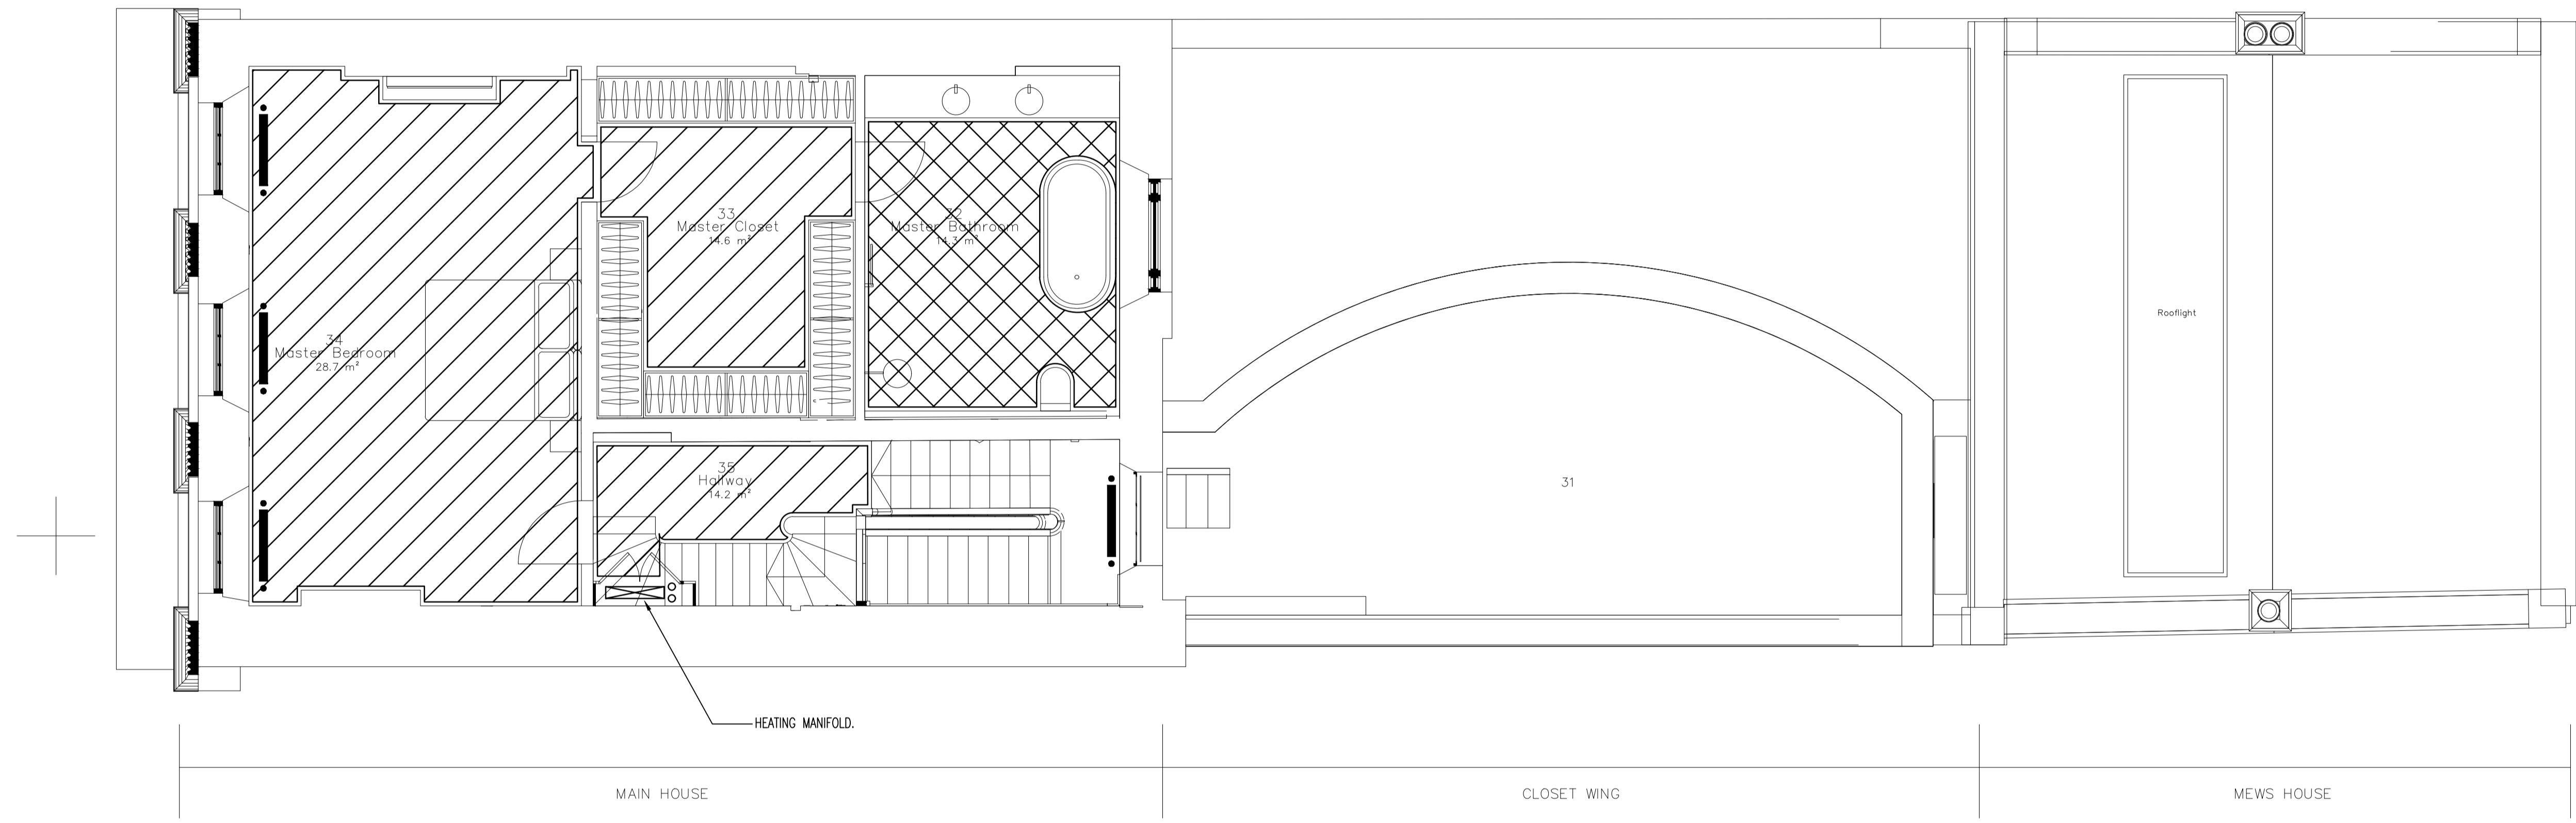 33
Master Closet
14.6 m²
32
Master Bathroom
14.3 m²
34
Master Bedroom
28.7 m²
Rooflight
35
Hallway
14.2 m²
31
HEATING MANIFOLD.
MAIN HOUSE
CLOSET WING
MEWS HOUSE